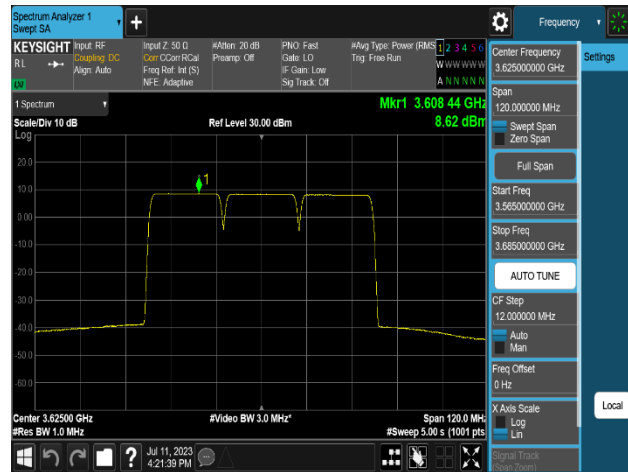 Spectrum Analyzer 1
Swept SA
Frequency
KEYSIGHT
Input: RF
Input Z: 50 Ω
#Atten: 20 dB
PNO: Fast
#Avg Type: Power (RMS
1 2 3 4 5 6
R L
Coupling: DC
Corr CCorr RCal
Preamp: Off
Gate: LO
Trig: Free Run
Align: Auto
Freq Ref: Int (S)
IF Gain: Low
W W W W W W
NFE: Adaptive
Sig Track: Off
A N N N N N
1 Spectrum
Mkr1 3.608 44 GHz
Scale/Div 10 dB
Ref Level 30.00 dBm
8.62 dBm
Log
1
20.0
10.0
0.00
-10.0
-20.0
-30.0
-40.0
-50.0
-60.0
Center 3.62500 GHz
#Video BW 3.0 MHz*
Span 120.0 MHz
#Res BW 1.0 MHz
#Sweep 5.00 s (1001 pts
Jul 11, 2023
4:21:39 PM
Center Frequency
3.625000000 GHz
Settings
Span
120.000000 MHz
Swept Span
Zero Span
Full Span
Start Freq
3.565000000 GHz
Stop Freq
3.685000000 GHz
AUTO TUNE
CF Step
12.000000 MHz
Auto
Man
Freq Offset
0 Hz
X Axis Scale
Log
Lin
Local
Signal Track
(Span Zoom)